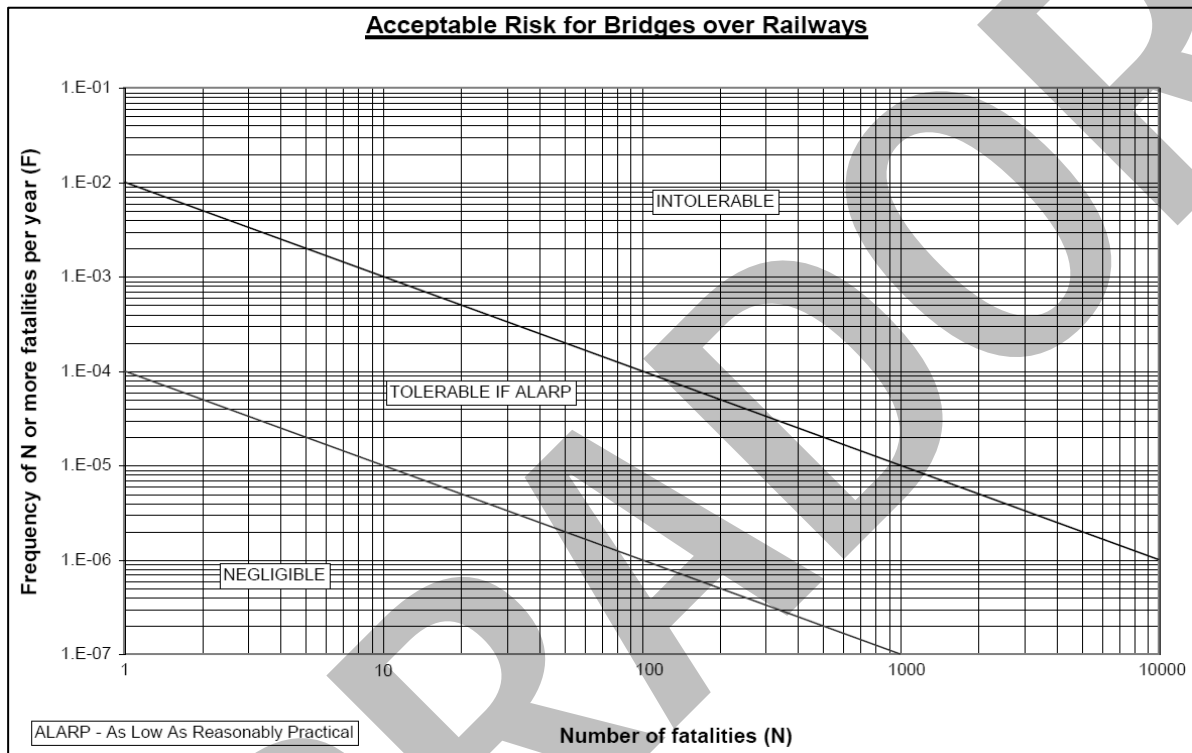 Acceptable Risk for Bridges over Railways
Frequency of N or more fatalities per year (F)
1.E-01
1.E-02
1.E-03
1.E-04
1.E-05
1.E-06
1.E-07
INTOLERABLE
TOLERABLE IF ALARP
NEGLIGIBLE
1
10
100
1000
10000
ALARP - As Low As Reasonably Practical
Number of fatalities (N)
RADOR